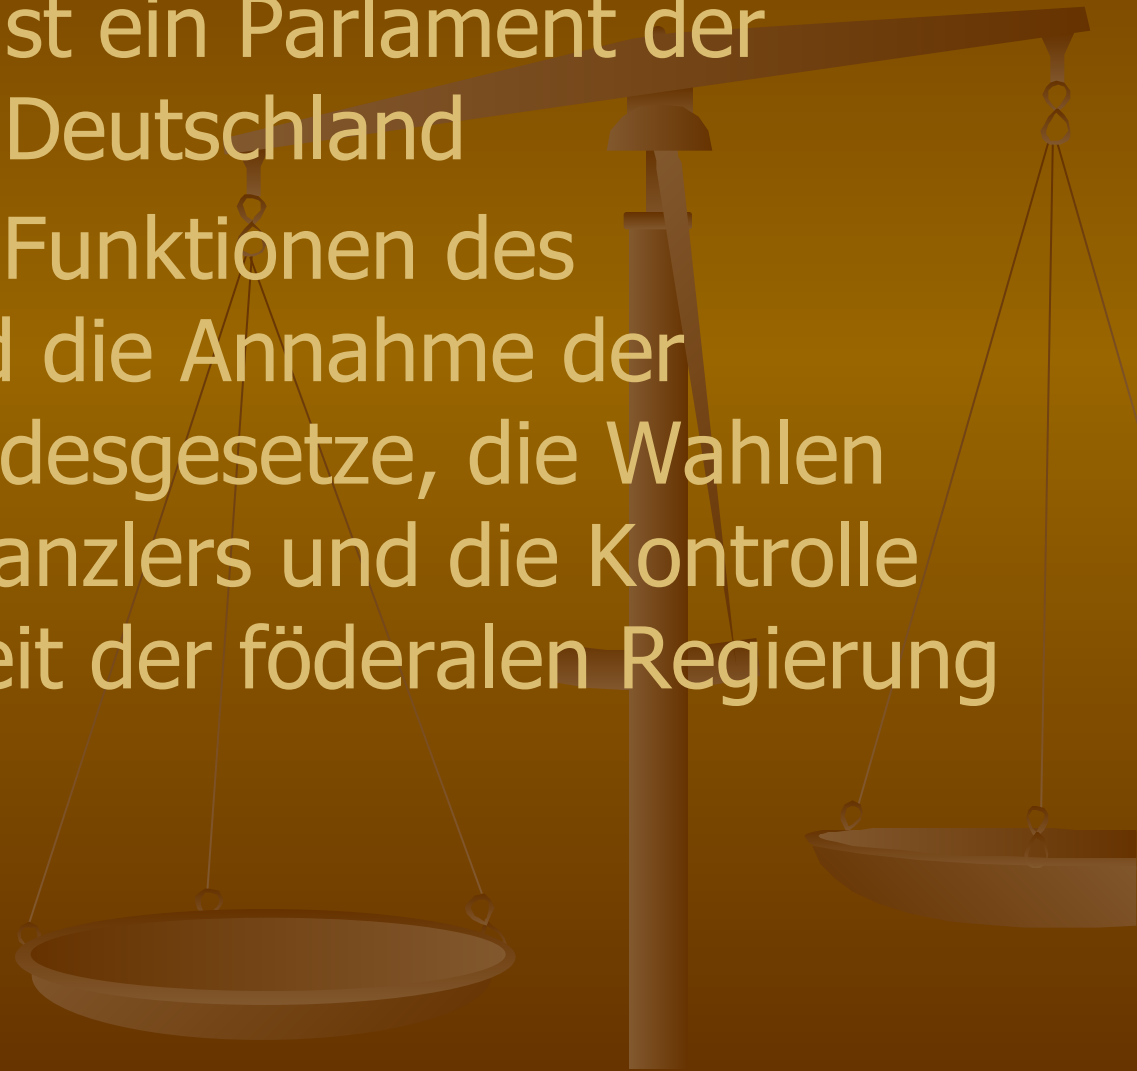 st ein Parlament der
Deutschland
Funktionen des
die Annahme der
desgesetze, die Wahlen
anzlers und die Kontrolle
eit der föderalen Regierung